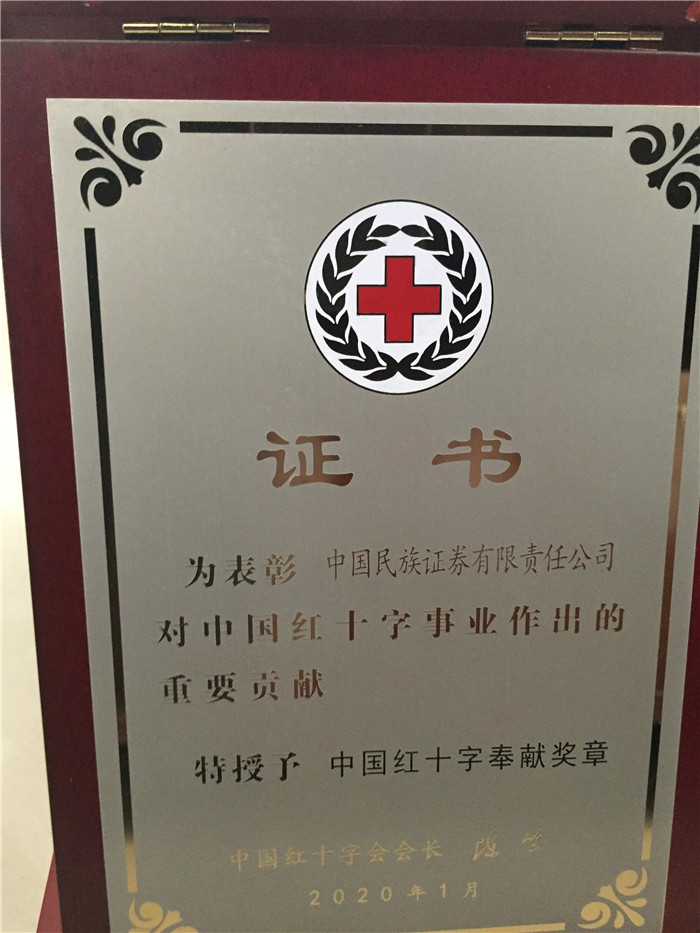 证书
为表彰 中国民族证券有限责任公司
对中国红十字事业作出的
重要贡献
特授予 中国红十字奉献奖章
中国红十字会会长 陈竺
2020年1月